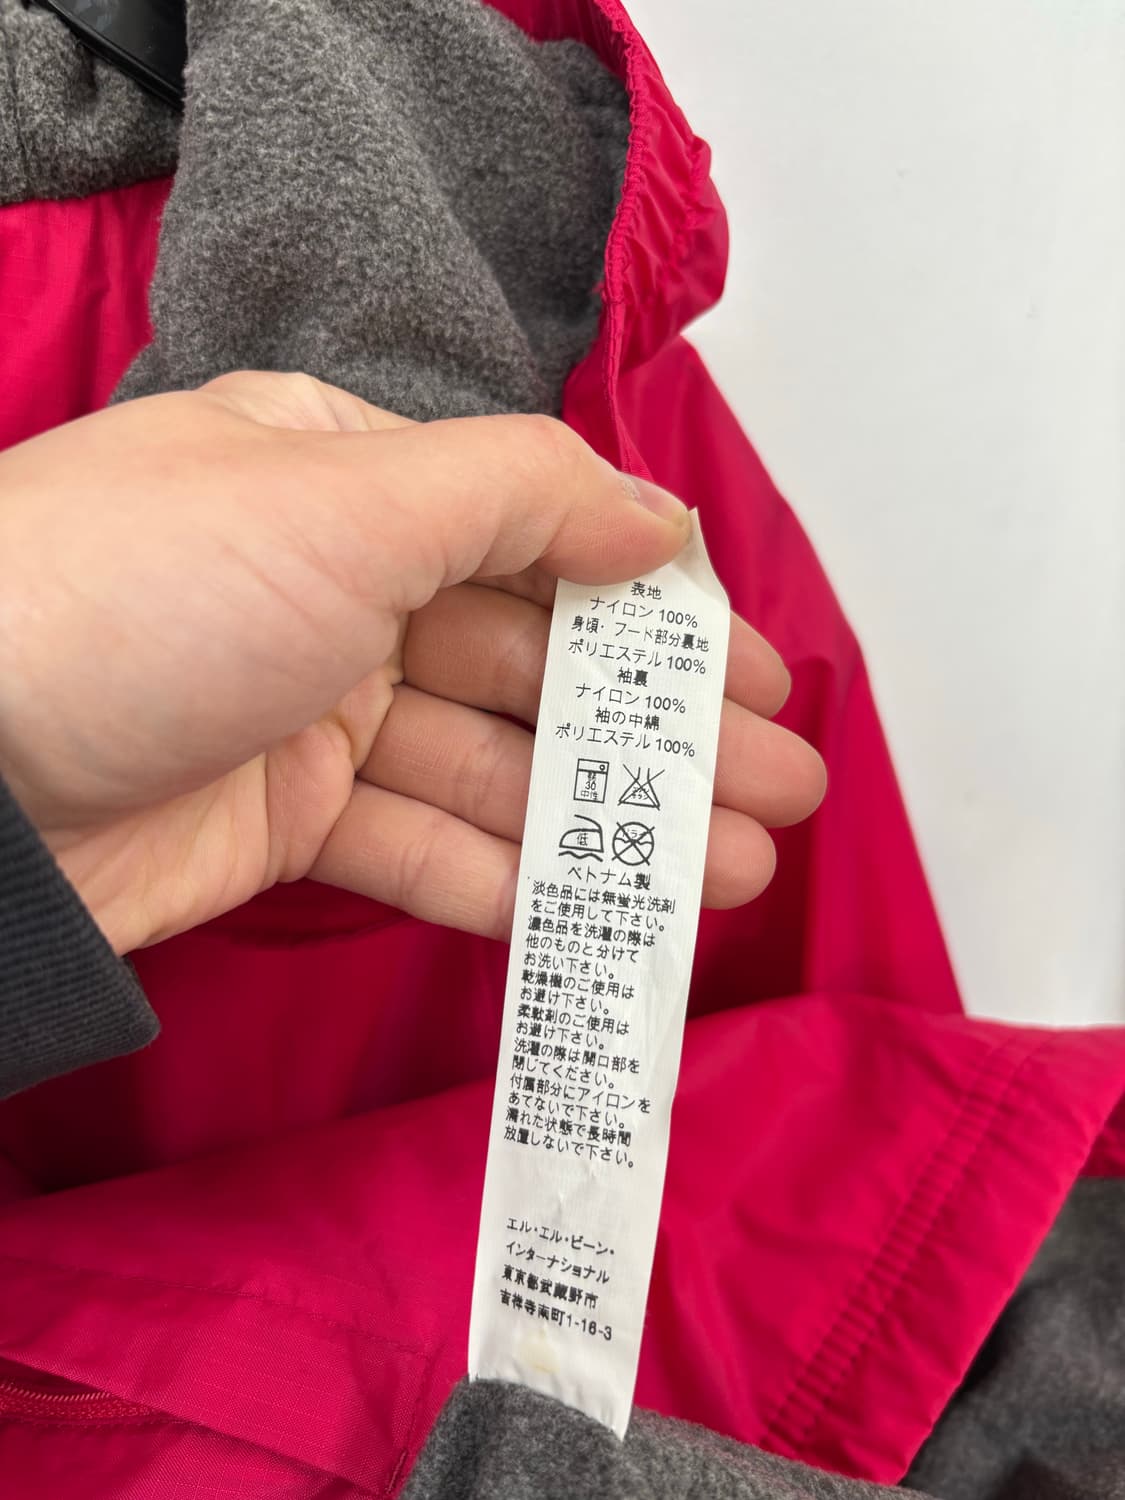 表地
ナイロン 100%
身頃・フード部分裏地
ポリエステル 100%
袖裏
ナイロン 100%
袖の中綿
ポリエステル 100%
30
中性
低
ベトナム製
淡色品には無蛍光洗剤
をご使用して下さい。
濃色品を洗濯の際は
他のものと分けて
お洗い下さい。
乾燥機のご使用は
お避け下さい。
柔軟剤のご使用は
お避け下さい。
洗濯の際は開口部を
閉じてください。
付属部分にアイロンを
あてないで下さい。
濡れた状態で長時間
放置しないで下さい。
エル・エル・ビーン・
インターナショナル
東京都武蔵野市
吉祥寺南町1-16-3